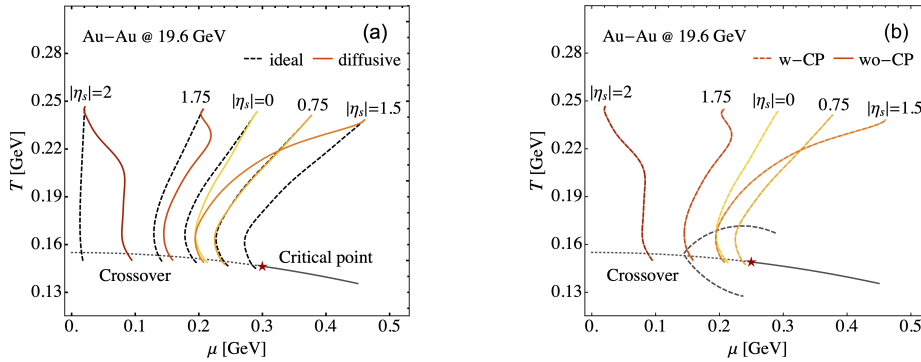 (a)
Au−Au @ 19.6 GeV
ideal
diffusive
|ηs|=2
1.75
|ηs|=0
0.75
|ηs|=1.5
Critical point
Crossover
T [GeV]
0.28
0.25
0.22
0.19
0.16
0.13
0.
0.1
0.2
0.3
0.4
0.5
μ [GeV]
(b)
Au−Au @ 19.6 GeV
w−CP
wo−CP
|ηs|=2
1.75
|ηs|=0
0.75
|ηs|=1.5
Crossover
T [GeV]
0.28
0.25
0.22
0.19
0.16
0.13
0.
0.1
0.2
0.3
0.4
0.5
μ [GeV]